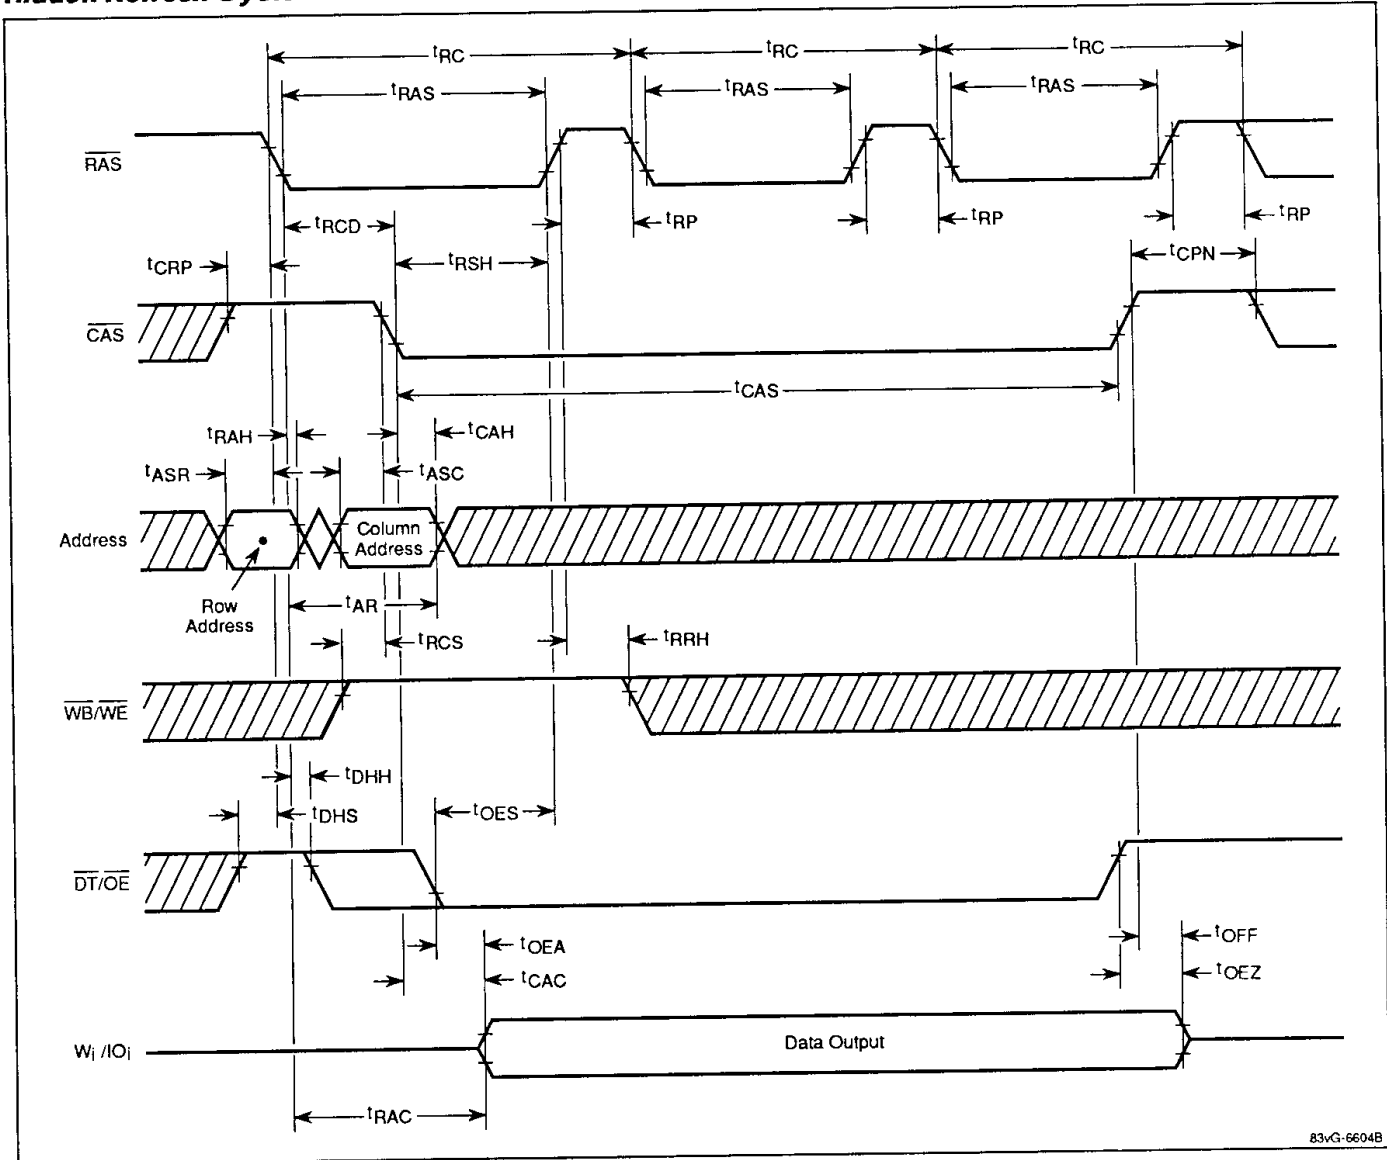 Hidden Refresh Cycle
tRC tRC tRC
tRAS tRAS tRAS
RAS
tRCD tRP tRP tRP
tCRP tRSH tCPN
CAS
tCAS
tRAH tCAH
tASR tASC
Address
Column
Address
Row
Address
tAR
tRCS tRRH
WB/WE
tDHH
tDHS tOES
DT/OE
tOEA tOFF
tCAC tOEZ
Wi /IOi
Data Output
tRAC
83vG-6604B